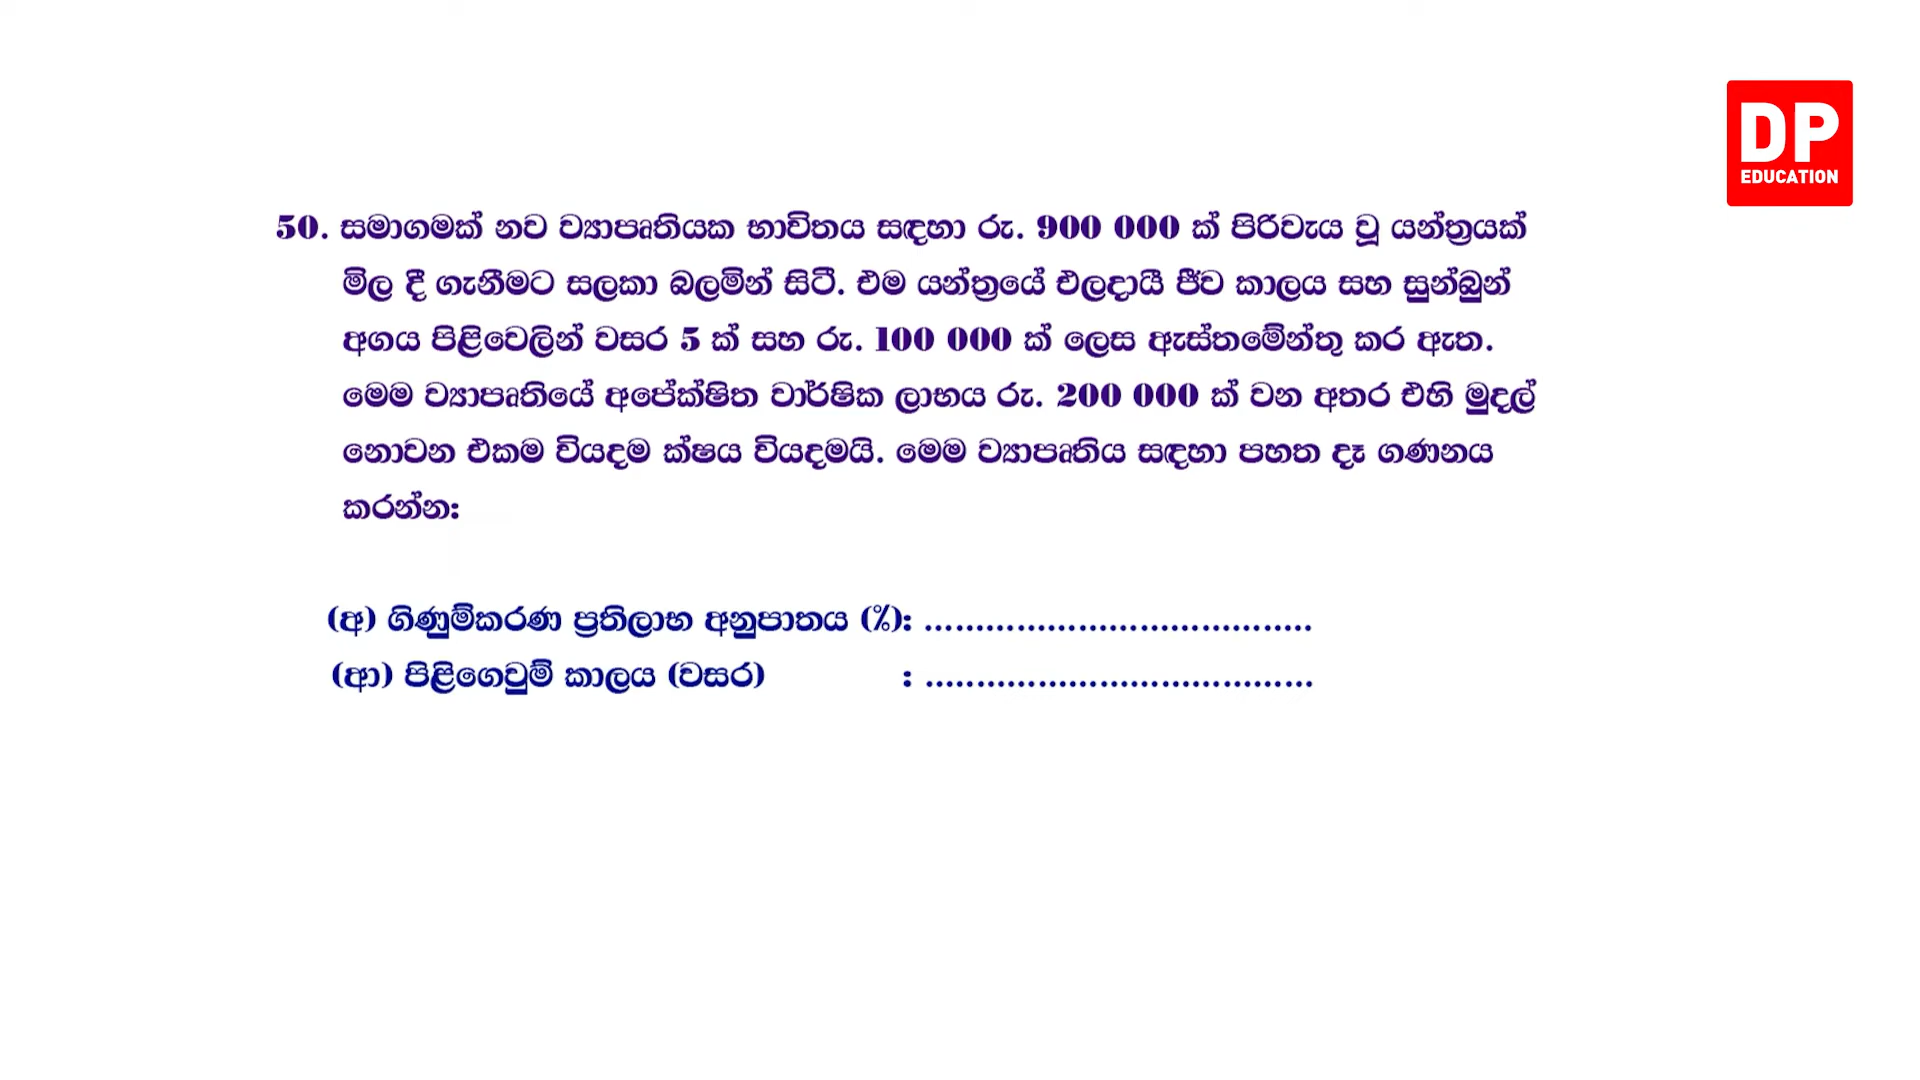 DP
EDUCATION
50. සමාගමක් නව ව්‍යාපෘතියක භාවිතය සඳහා රු. 900 000 ක් පිරිවැය වූ යන්ත්‍රයක්
මිල දී ගැනීමට සලකා බලමින් සිටී. එම යන්ත්‍රයේ ඵලදායී ජීව කාලය සහ සුන්බුන්
අගය පිළිවෙලින් වසර 5 ක් සහ රු. 100 000 ක් ලෙස ඇස්තමේන්තු කර ඇත.
මෙම ව්‍යාපෘතියේ අපේක්ෂිත වාර්ෂික ලාභය රු. 200 000 ක් වන අතර එහි මුදල්
නොවන එකම වියදම ක්ෂය වියදමයි. මෙම ව්‍යාපෘතිය සඳහා පහත දෑ ගණනය
කරන්න:
(අ) ගිණුම්කරණ ප්‍රතිලාභ අනුපාතය (%): ......................................
(ආ) පිළිගෙවුම් කාලය (වසර) : ......................................